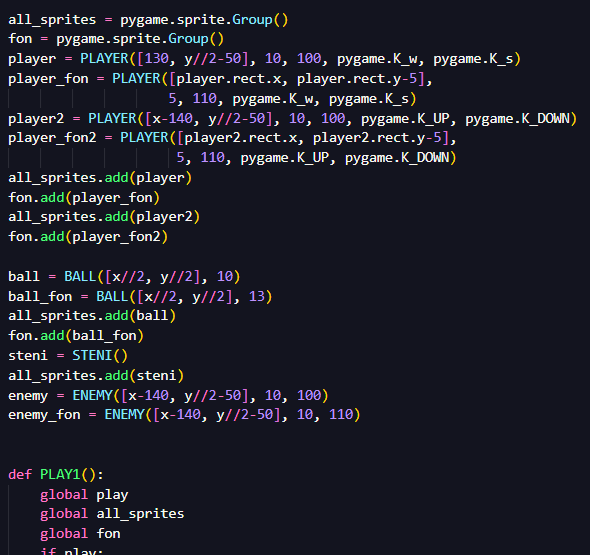 all_sprites = pygame.sprite.Group()
fon = pygame.sprite.Group()
player = PLAYER([130, y//2-50], 10, 100, pygame.K_w, pygame.K_s)
player_fon = PLAYER([player.rect.x, player.rect.y-5],
5, 110, pygame.K_w, pygame.K_s)
player2 = PLAYER([x-140, y//2-50], 10, 100, pygame.K_UP, pygame.K_DOWN)
player_fon2 = PLAYER([player2.rect.x, player2.rect.y-5],
5, 110, pygame.K_UP, pygame.K_DOWN)
all_sprites.add(player)
fon.add(player_fon)
all_sprites.add(player2)
fon.add(player_fon2)
ball = BALL([x//2, y//2], 10)
ball_fon = BALL([x//2, y//2], 13)
all_sprites.add(ball)
fon.add(ball_fon)
steni = STENI()
all_sprites.add(steni)
enemy = ENEMY([x-140, y//2-50], 10, 100)
enemy_fon = ENEMY([x-140, y//2-50], 10, 110)
def PLAY1():
global play
global all_sprites
global fon
if play: